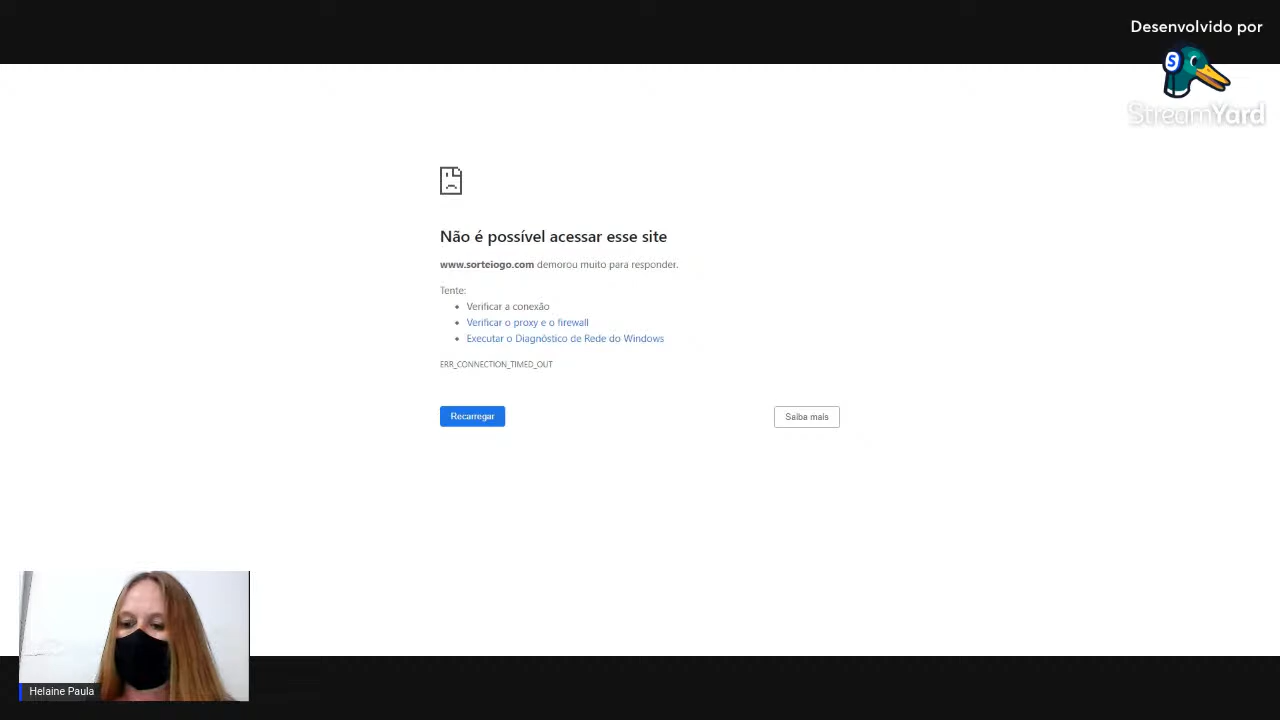 Desenvolvido por
S
StreamYard
Não é possível acessar esse site
www.sorteiogo.com demorou muito para responder.
Tente:
• Verificar a conexão
• Verificar o proxy e o firewall
• Executar o Diagnóstico de Rede do Windows
ERR_CONNECTION_TIMED_OUT
Recarregar
Saiba mais
Helaine Paula